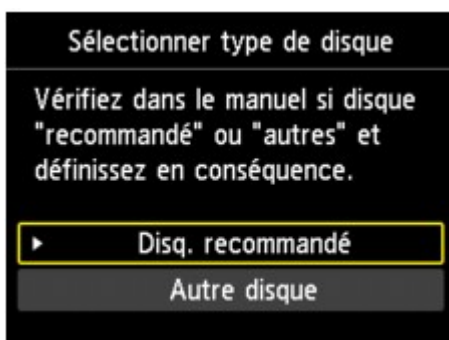 Sélectionner type de disque
Vérifiez dans le manuel si disque
"recommandé" ou "autres" et
définissez en conséquence.
Disq. recommandé
Autre disque